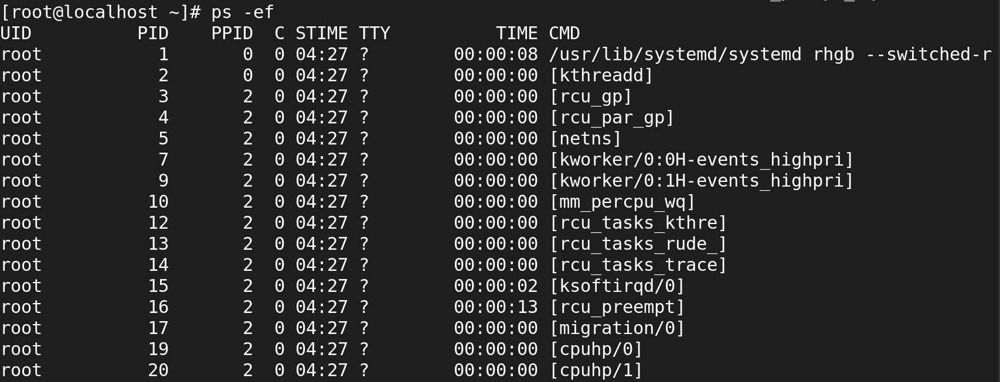 [root@localhost ~]# ps -ef
UID          PID    PPID  C STIME TTY          TIME CMD
root           1       0  0 04:27 ?        00:00:08 /usr/lib/systemd/systemd rhgb --switched-r
root           2       0  0 04:27 ?        00:00:00 [kthreadd]
root           3       2  0 04:27 ?        00:00:00 [rcu_gp]
root           4       2  0 04:27 ?        00:00:00 [rcu_par_gp]
root           5       2  0 04:27 ?        00:00:00 [netns]
root           7       2  0 04:27 ?        00:00:00 [kworker/0:0H-events_highpri]
root           9       2  0 04:27 ?        00:00:00 [kworker/0:1H-events_highpri]
root          10       2  0 04:27 ?        00:00:00 [mm_percpu_wq]
root          12       2  0 04:27 ?        00:00:00 [rcu_tasks_kthre]
root          13       2  0 04:27 ?        00:00:00 [rcu_tasks_rude_]
root          14       2  0 04:27 ?        00:00:00 [rcu_tasks_trace]
root          15       2  0 04:27 ?        00:00:02 [ksoftirqd/0]
root          16       2  0 04:27 ?        00:00:13 [rcu_preempt]
root          17       2  0 04:27 ?        00:00:00 [migration/0]
root          19       2  0 04:27 ?        00:00:00 [cpuhp/0]
root          20       2  0 04:27 ?        00:00:00 [cpuhp/1]